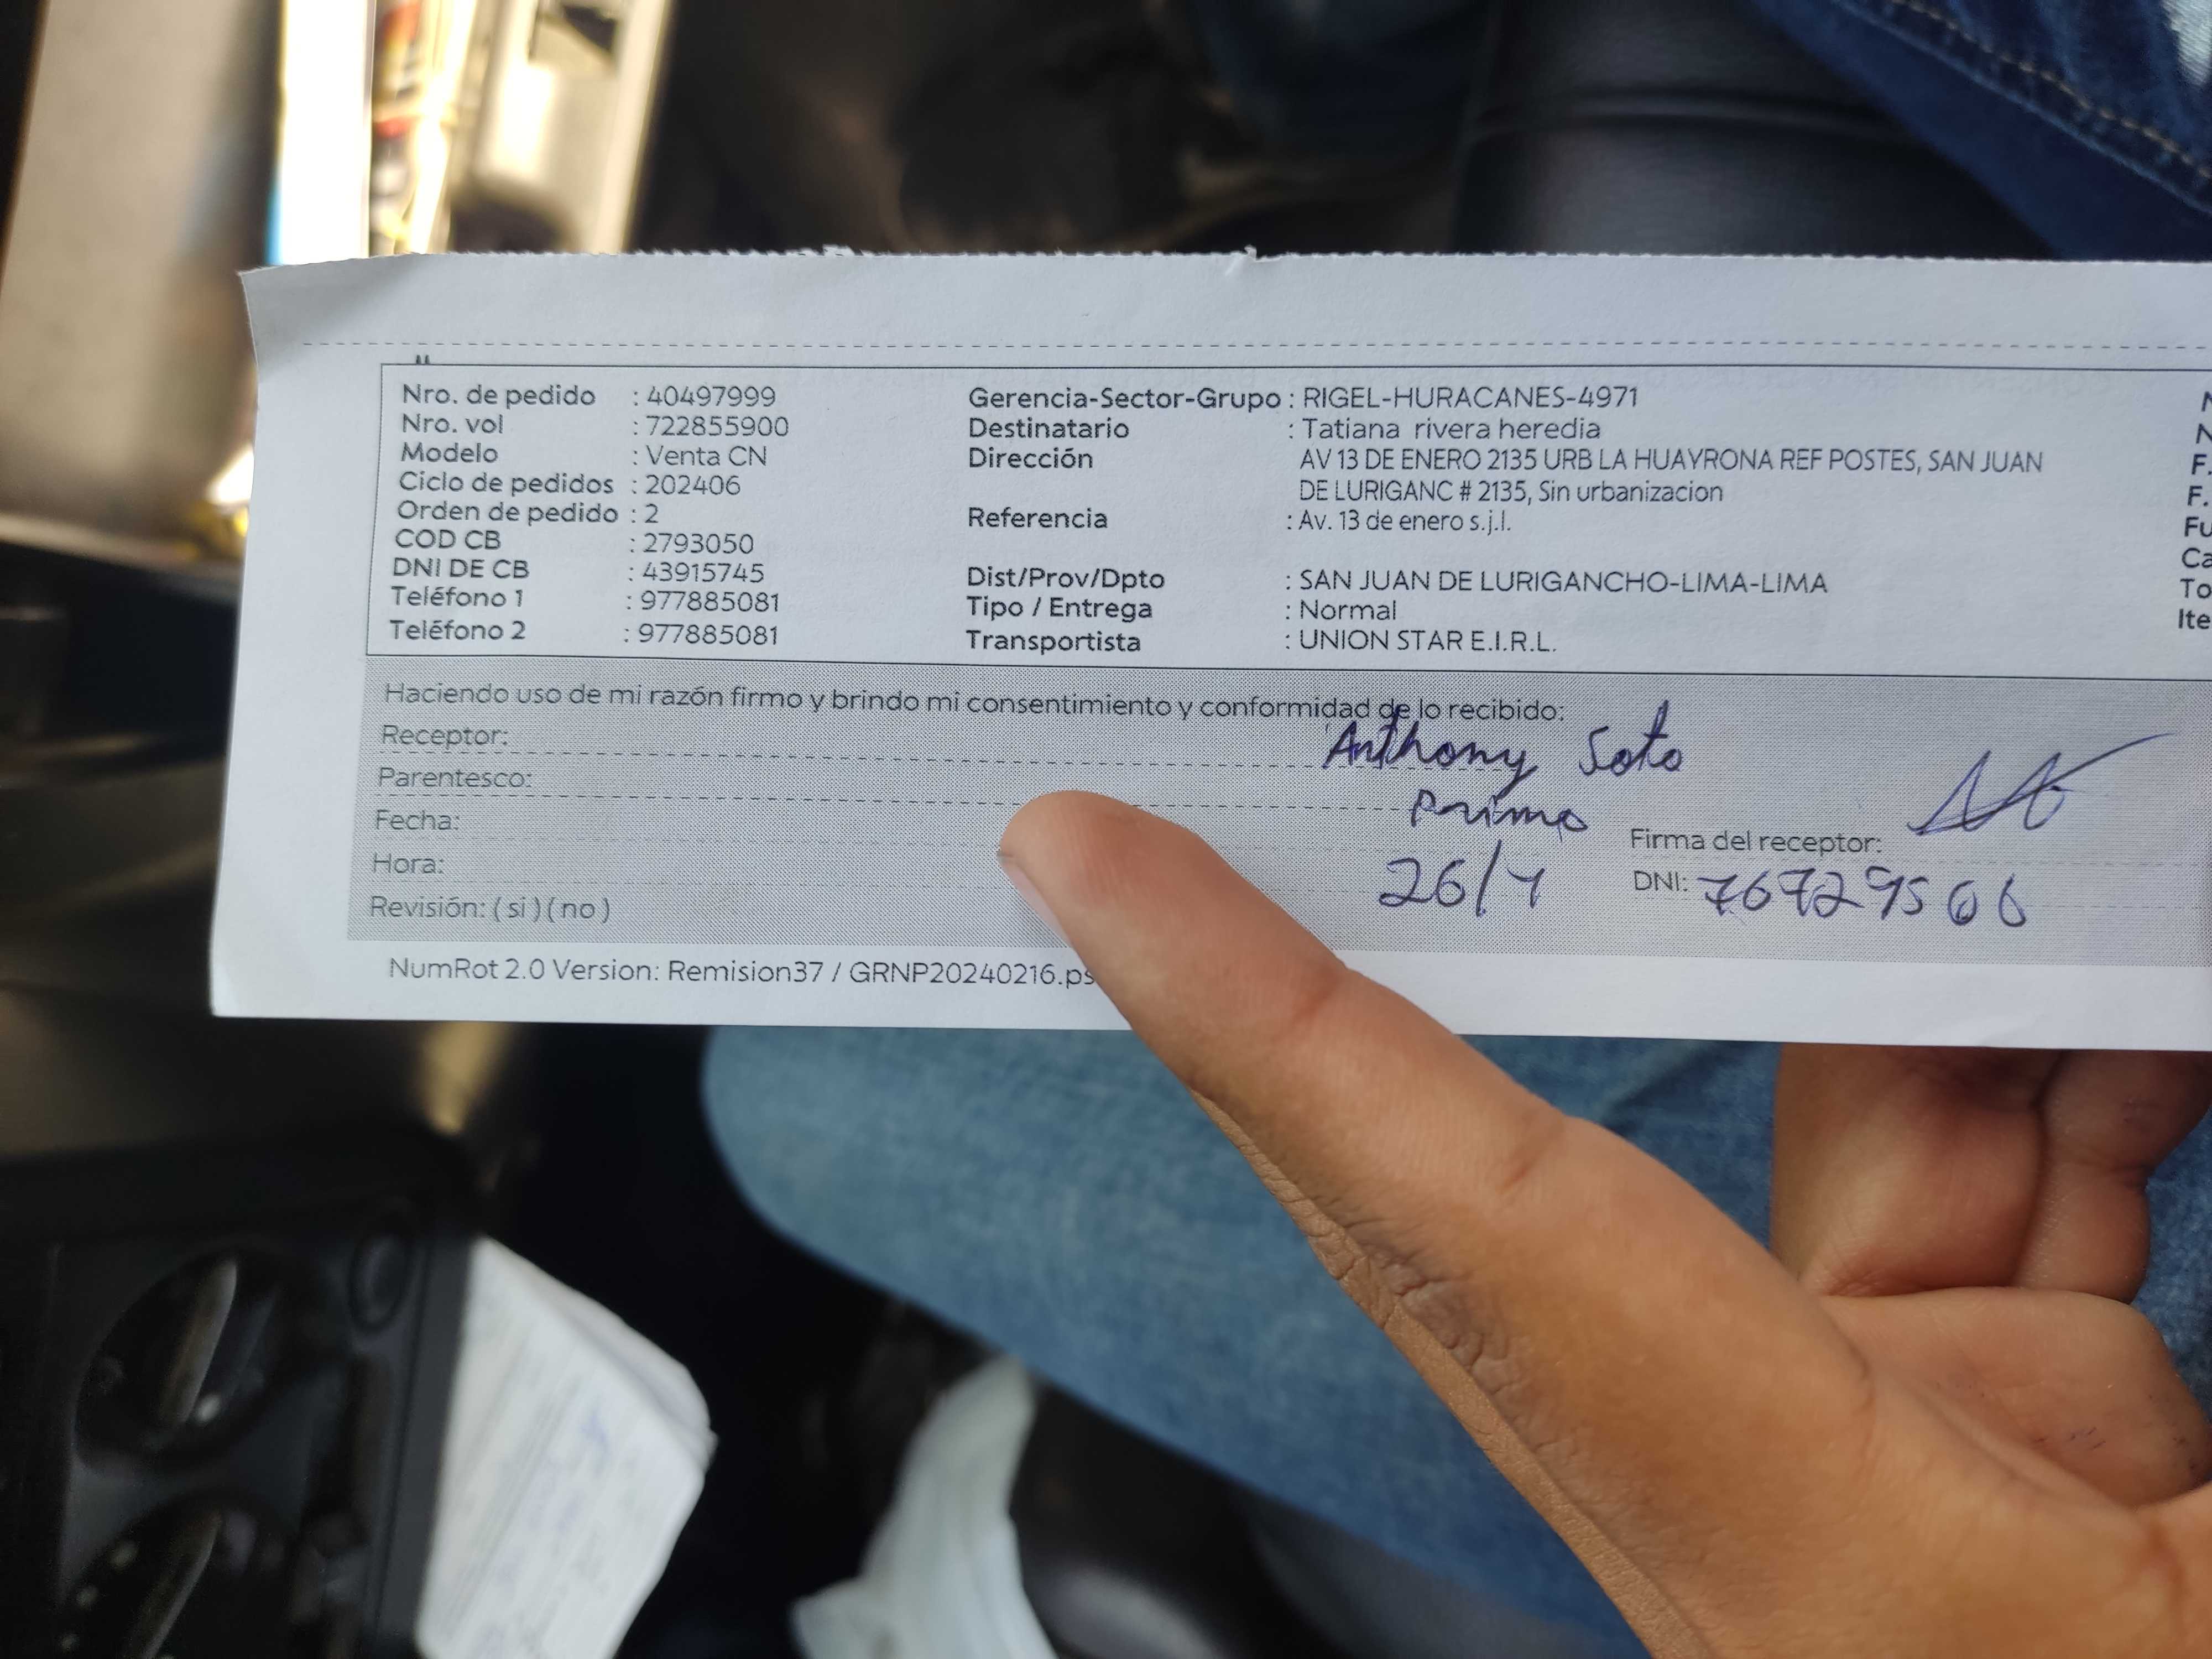 Nro. de pedido : 40497999
Nro. vol : 722855900
Modelo : Venta CN
Ciclo de pedidos : 202406
Orden de pedido : 2
COD CB : 2793050
DNI DE CB : 43915745
Teléfono 1 : 977885081
Teléfono 2 : 977885081
Gerencia-Sector-Grupo : RIGEL-HURACANES-4971
Destinatario : Tatiana rivera heredia
Dirección AV 13 DE ENERO 2135 URB LA HUAYRONA REF POSTES, SAN JUAN
DE LURIGANC # 2135, Sin urbanizacion
Referencia : Av. 13 de enero s.j.l.
Dist/Prov/Dpto : SAN JUAN DE LURIGANCHO-LIMA-LIMA
Tipo / Entrega : Normal
Transportista : UNION STAR E.I.R.L.
F.
F.
Fu
Ca
To
Ite
Haciendo uso de mi razón firmo y brindo mi consentimiento y conformidad de lo recibido:
Receptor: Anthony Soto
Parentesco: Primo
Fecha: 26/4
Hora:
Revisión: ( si ) ( no )
Firma del receptor:
DNI:
NumRot 2.0 Version: Remision37 / GRNP20240216.ps